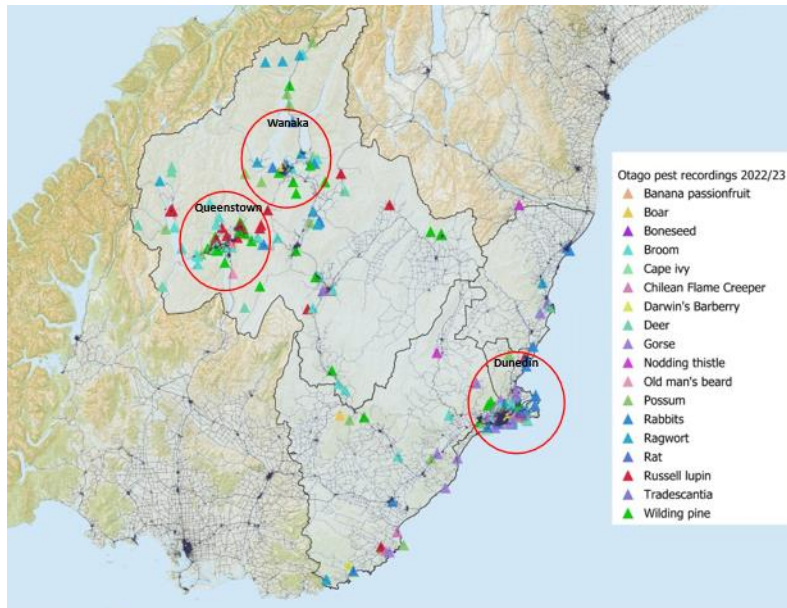 Wanaka
Queenstown
Dunedin
Otago pest recordings 2022/23
Banana passionfruit
Boar
Boneseed
Broom
Cape ivy
Chilean Flame Creeper
Darwin's Barberry
Deer
Gorse
Nodding thistle
Old man's beard
Possum
Rabbits
Ragwort
Rat
Russell lupin
Tradescantia
Wilding pine